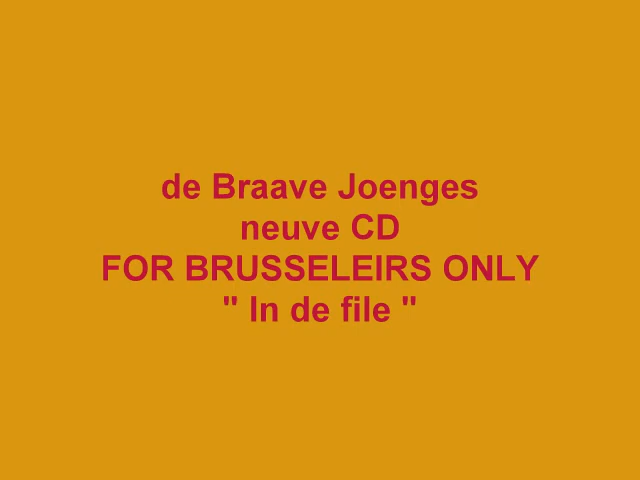 de Braave Joenges
neuve CD
FOR BRUSSELEIRS ONLY
" In de file "